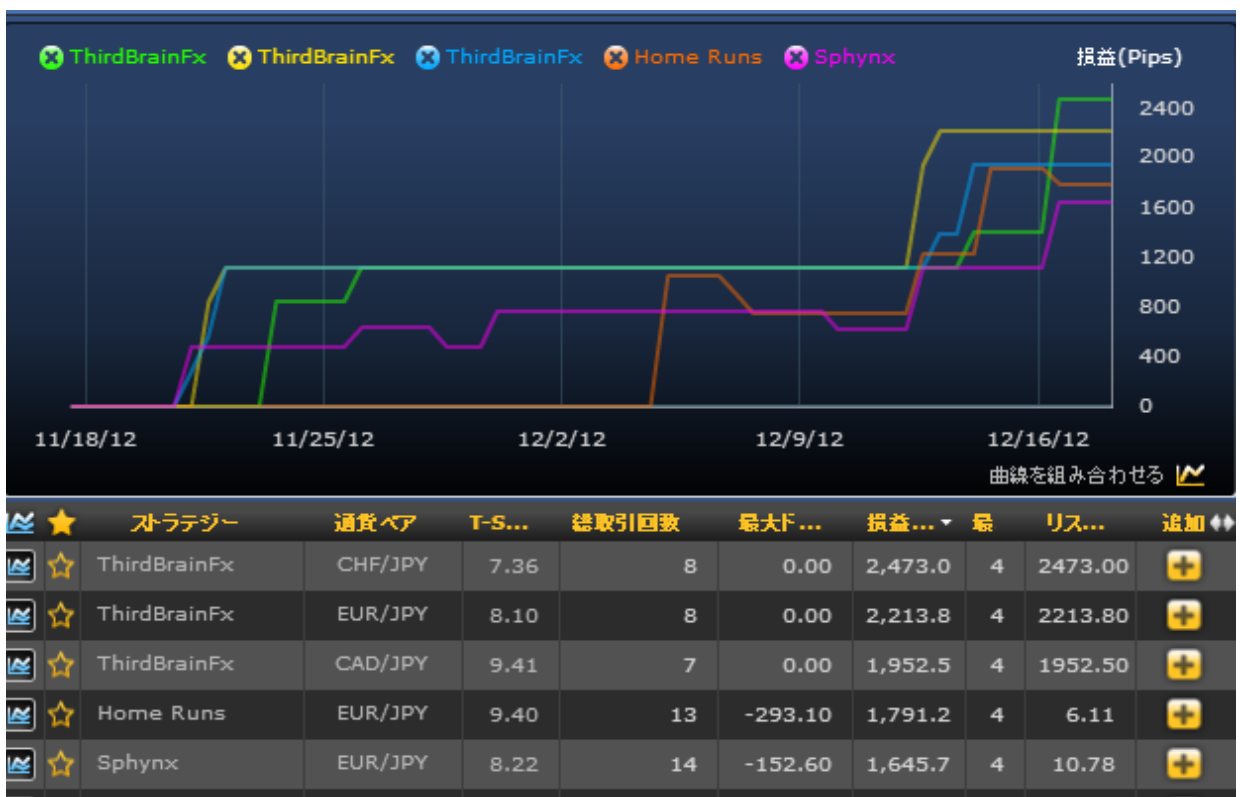 ThirdBrainFx ThirdBrainFx ThirdBrainFx Home Runs Sphynx 損益(Pips)
2400
2000
1600
1200
800
400
0
11/18/12 11/25/12 12/2/12 12/9/12 12/16/12
曲線を組み合わせる
ストラテジー 通貨ペア T-S... 総取引回数 最大ド... 損益... 最 リス... 追加
ThirdBrainFx CHF/JPY 7.36 8 0.00 2,473.0 4 2473.00
ThirdBrainFx EUR/JPY 8.10 8 0.00 2,213.8 4 2213.80
ThirdBrainFx CAD/JPY 9.41 7 0.00 1,952.5 4 1952.50
Home Runs EUR/JPY 9.40 13 -293.10 1,791.2 4 6.11
Sphynx EUR/JPY 8.22 14 -152.60 1,645.7 4 10.78